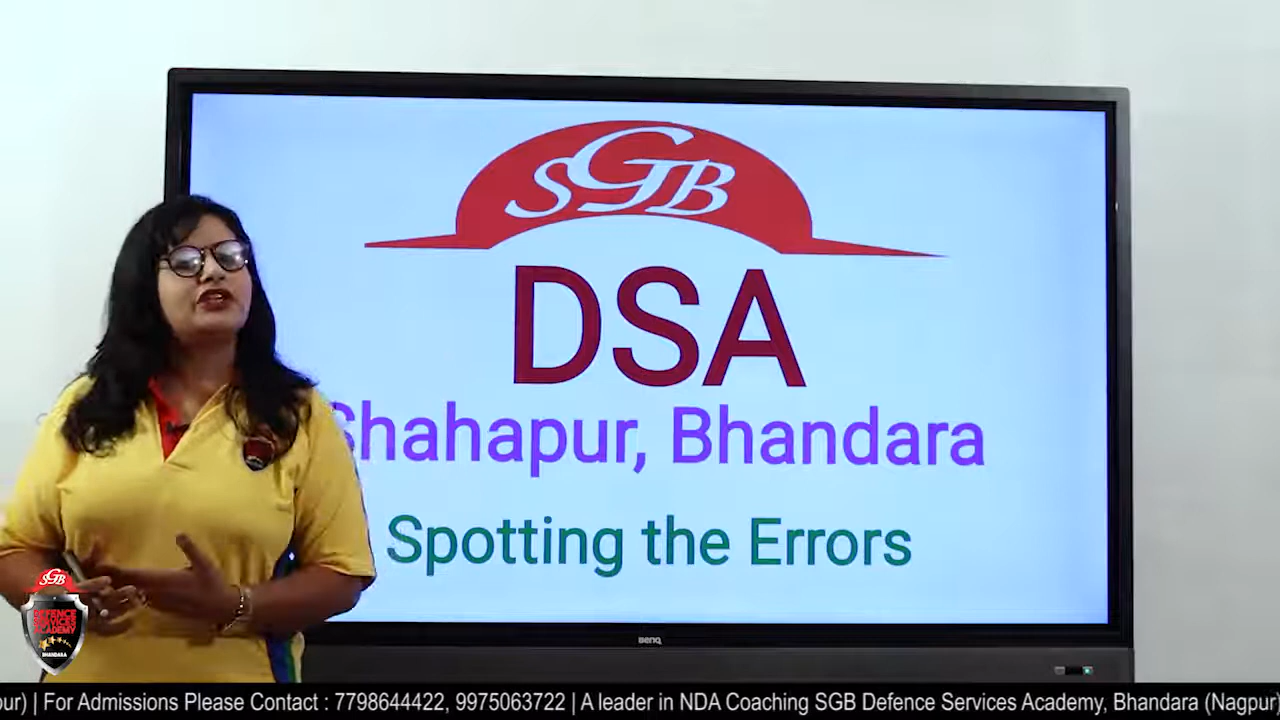 SGB
DSA
Shahapur, Bhandara
Spotting the Errors
BenQ
SGB
DEFENCE
SERVICES
ACADEMY
BHANDARA
pur) | For Admissions Please Contact : 7798644422, 9975063722 | A leader in NDA Coaching SGB Defence Services Academy, Bhandara (Nagpur)